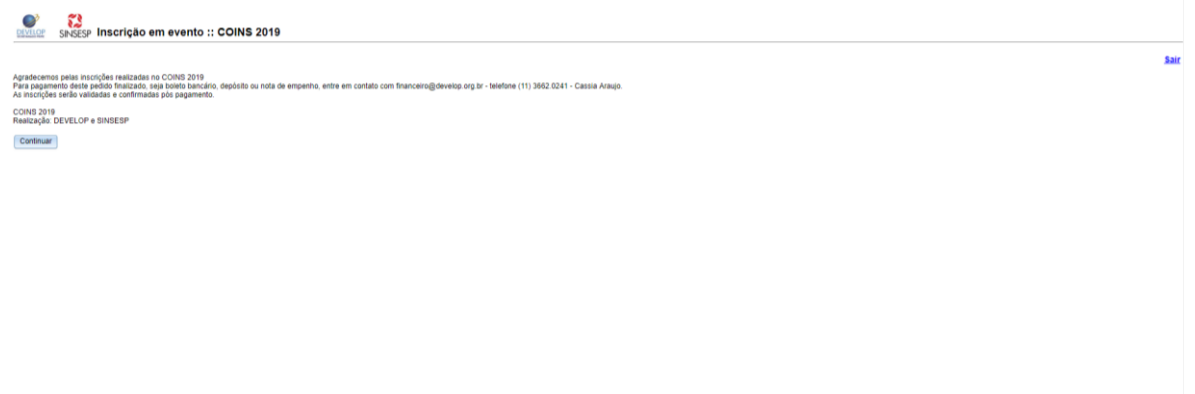 DEVELOP
SINSESP Inscrição em evento :: COINS 2019
Sair
Agradecemos pelas inscrições realizadas no COINS 2019
Para pagamento deste pedido finalizado, seja boleto bancário, depósito ou nota de empenho, entre em contato com financeiro@develop.org.br - telefone (11) 3662.0241 - Cassia Araujo.
As inscrições serão validadas e confirmadas pós pagamento.
COINS 2019
Realização: DEVELOP e SINSESP
Continuar